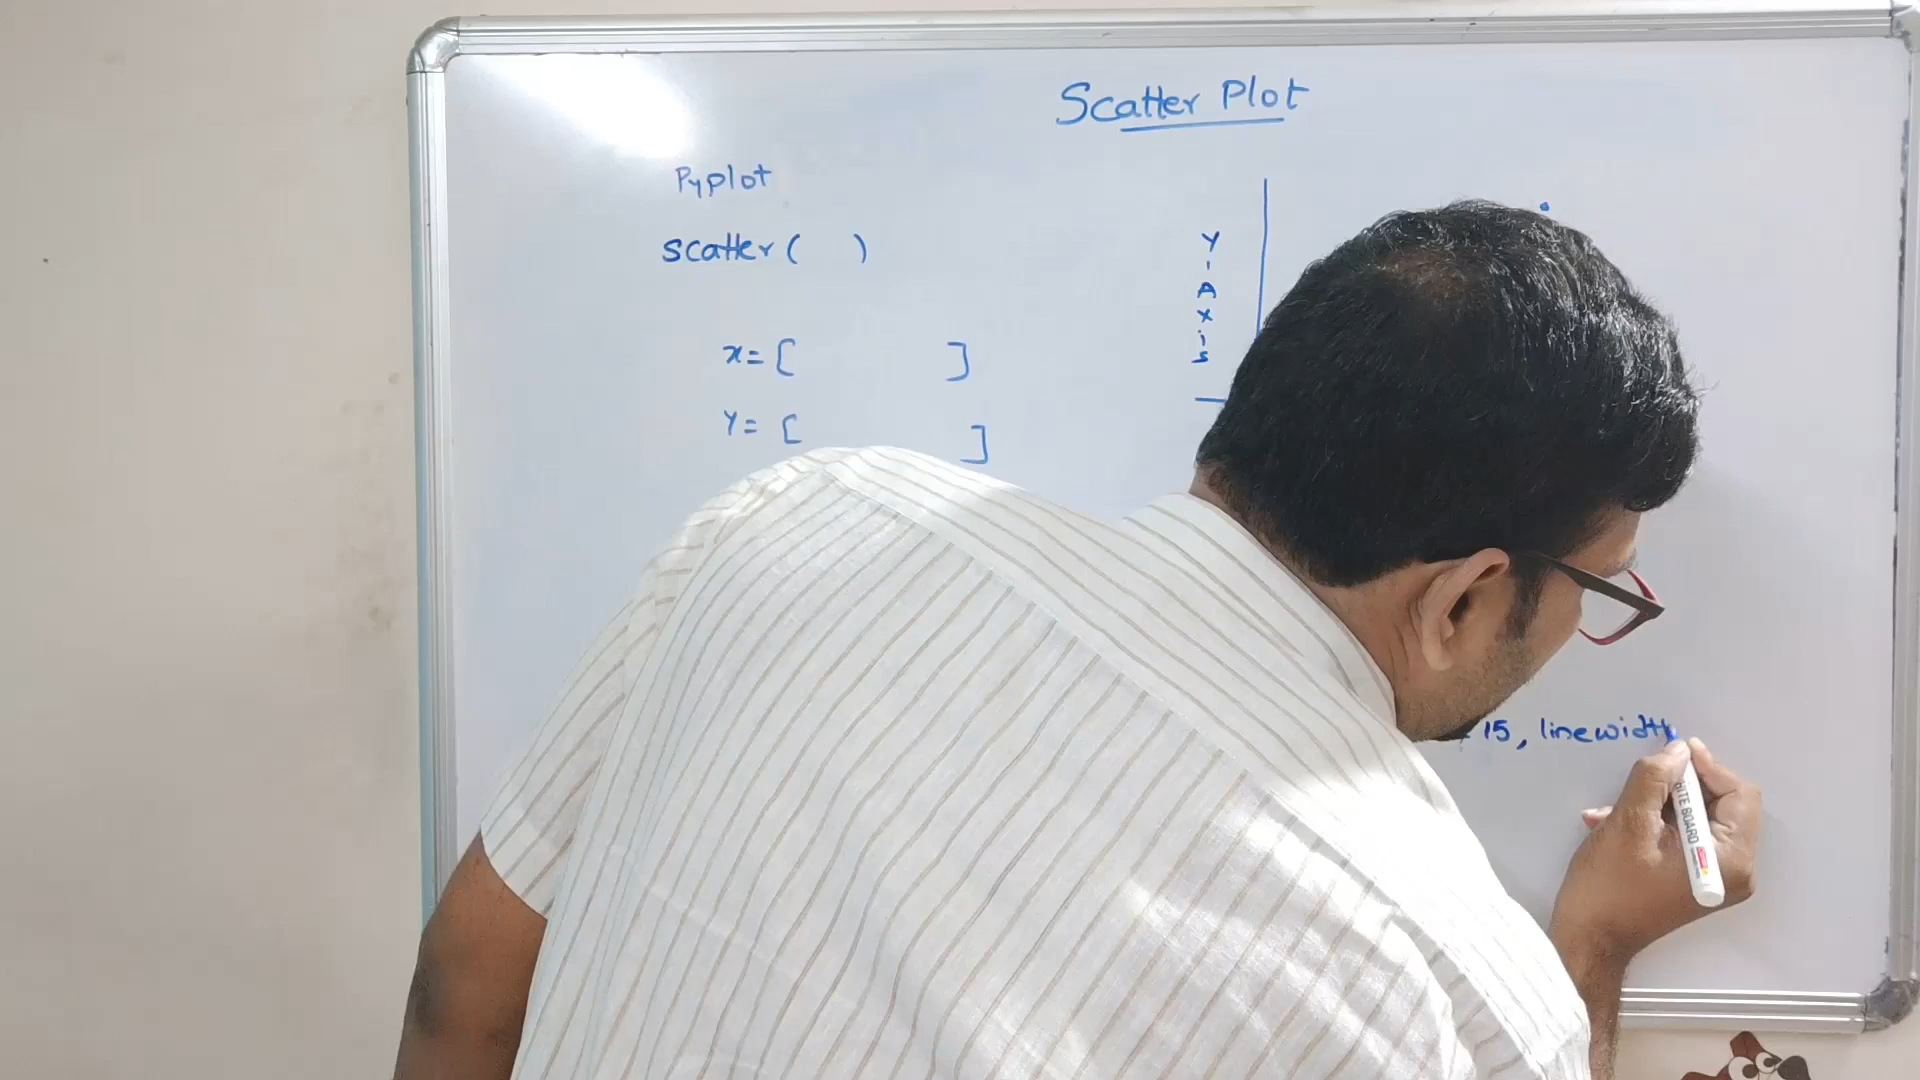 Scatter Plot
Pyplot
scatter( )
x= [ ]
Y= [ ]
Y-Axis
15, linewidth